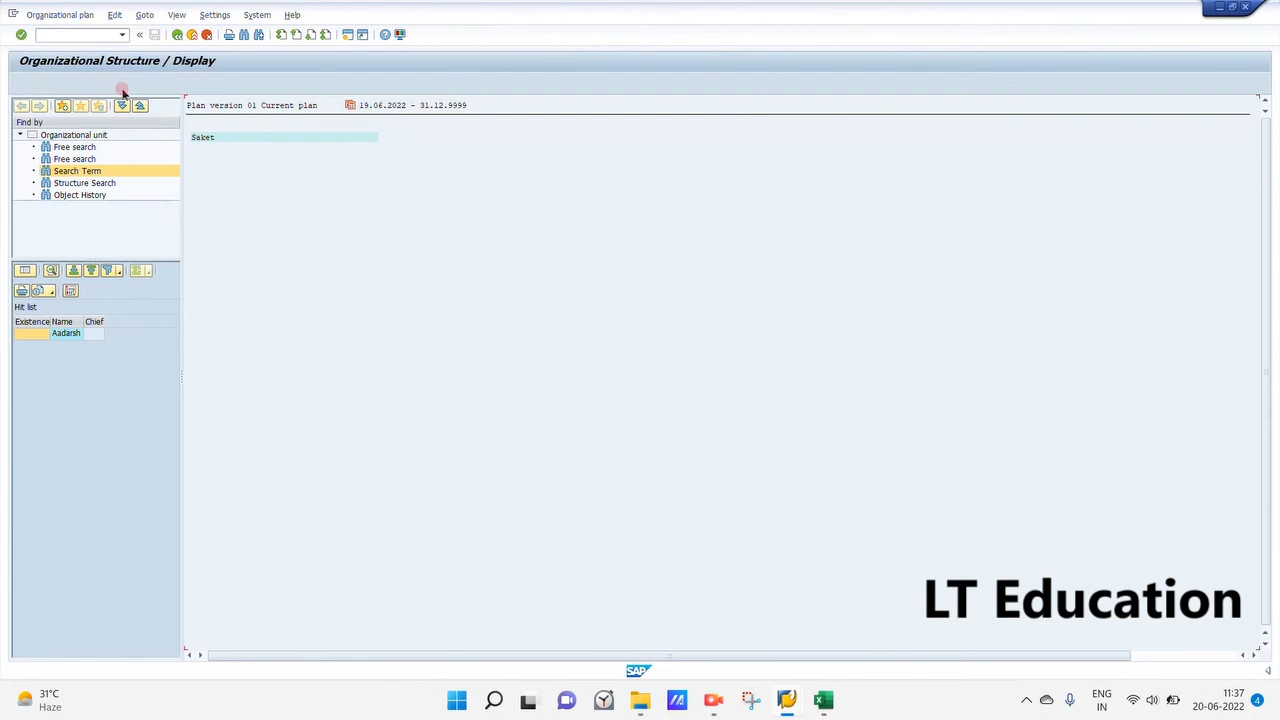 Organizational plan Edit Goto View Settings System Help
Organizational Structure / Display
Plan version 01 Current plan 19.06.2022 - 31.12.9999
Find by
Organizational unit
Free search
Free search
Search Term
Structure Search
Object History
Saket
Hit list
Existence Name Chief
Aadarsh
LT Education
SAP
31°C
Haze
ENG
IN
11:37
20-06-2022
4